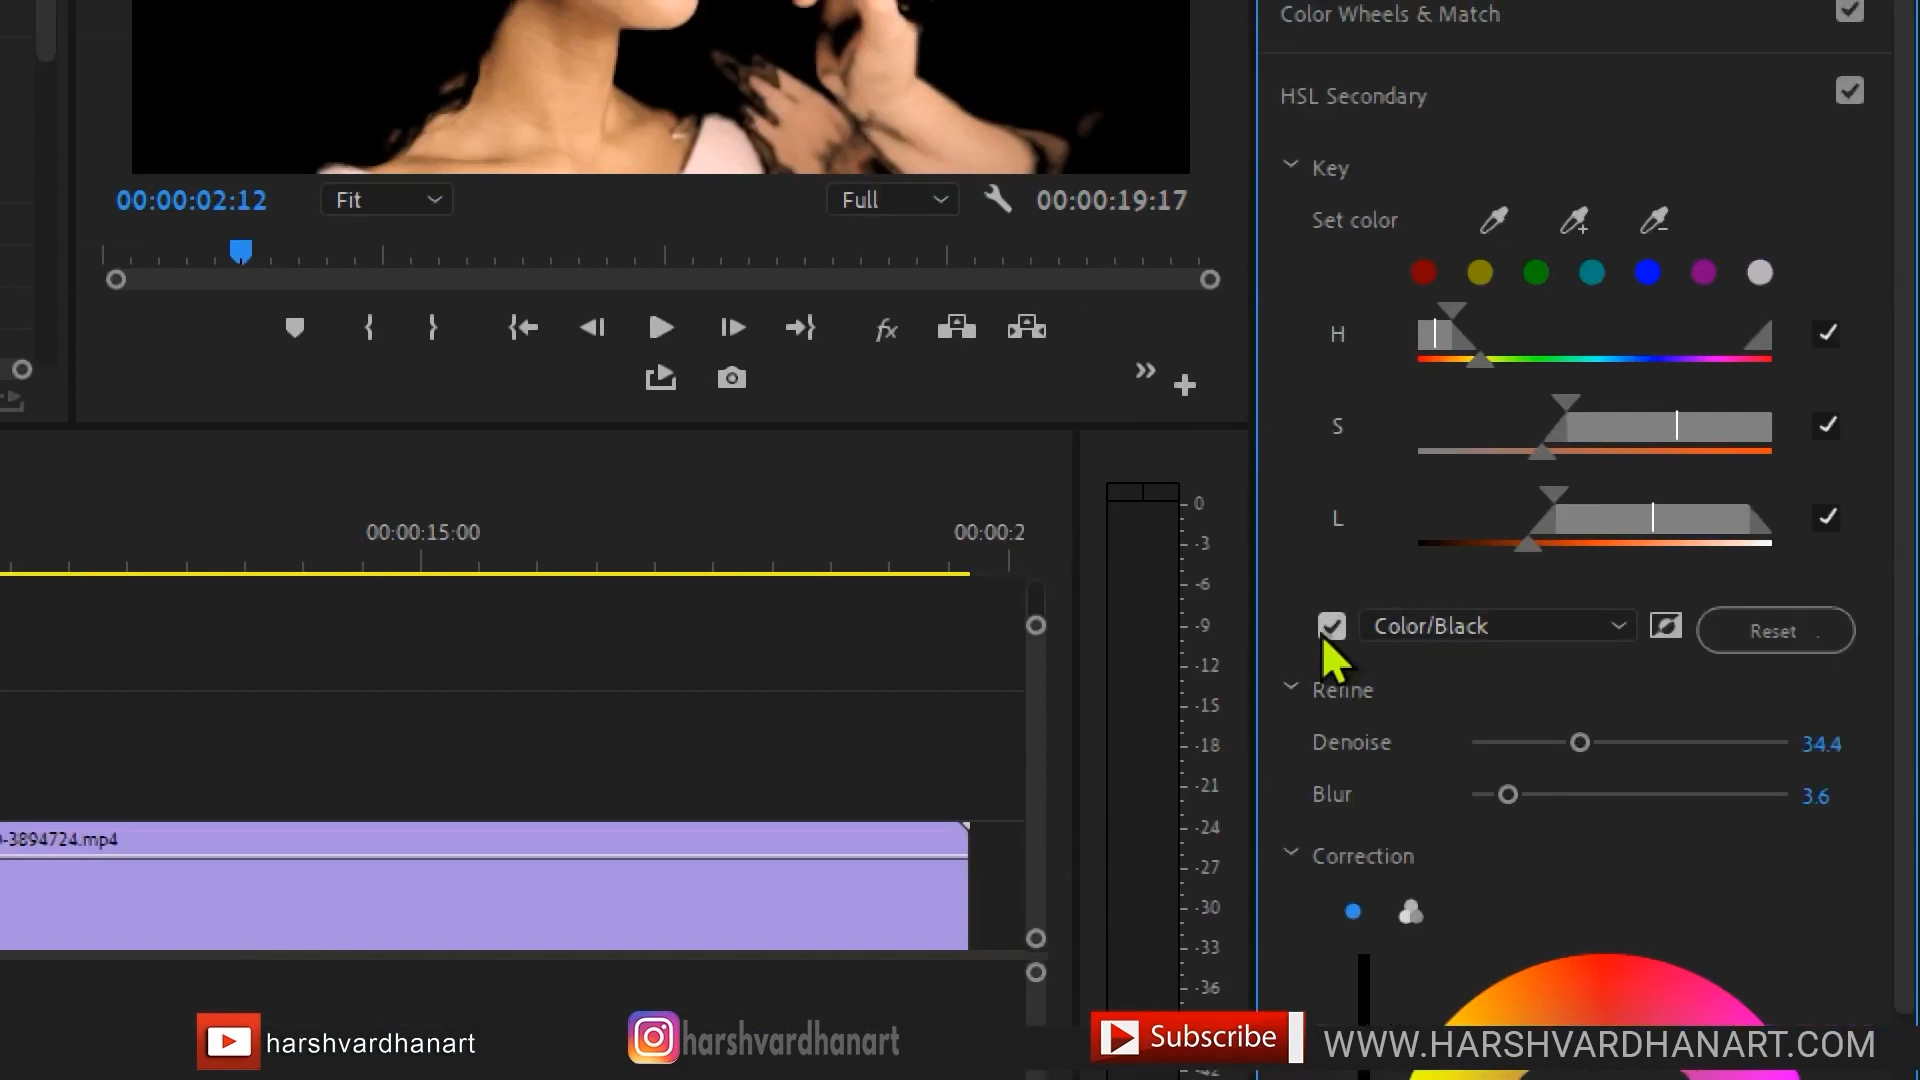 Color Wheels & Match
HSL Secondary
Key
00:00:02:12
Fit
Full
00:00:19:17
Set color
fx
H
S
L
00:00:15:00
00:00:2
0
-3
-6
-9
-12
-15
-18
-21
-24
-27
-30
-33
-36
-42
Color/Black
Reset
Refine
Denoise
34.4
Blur
3.6
-3894724.mp4
Correction
harshvardhanart
harshvardhanart
Subscribe
WWW.HARSHVARDHANART.COM